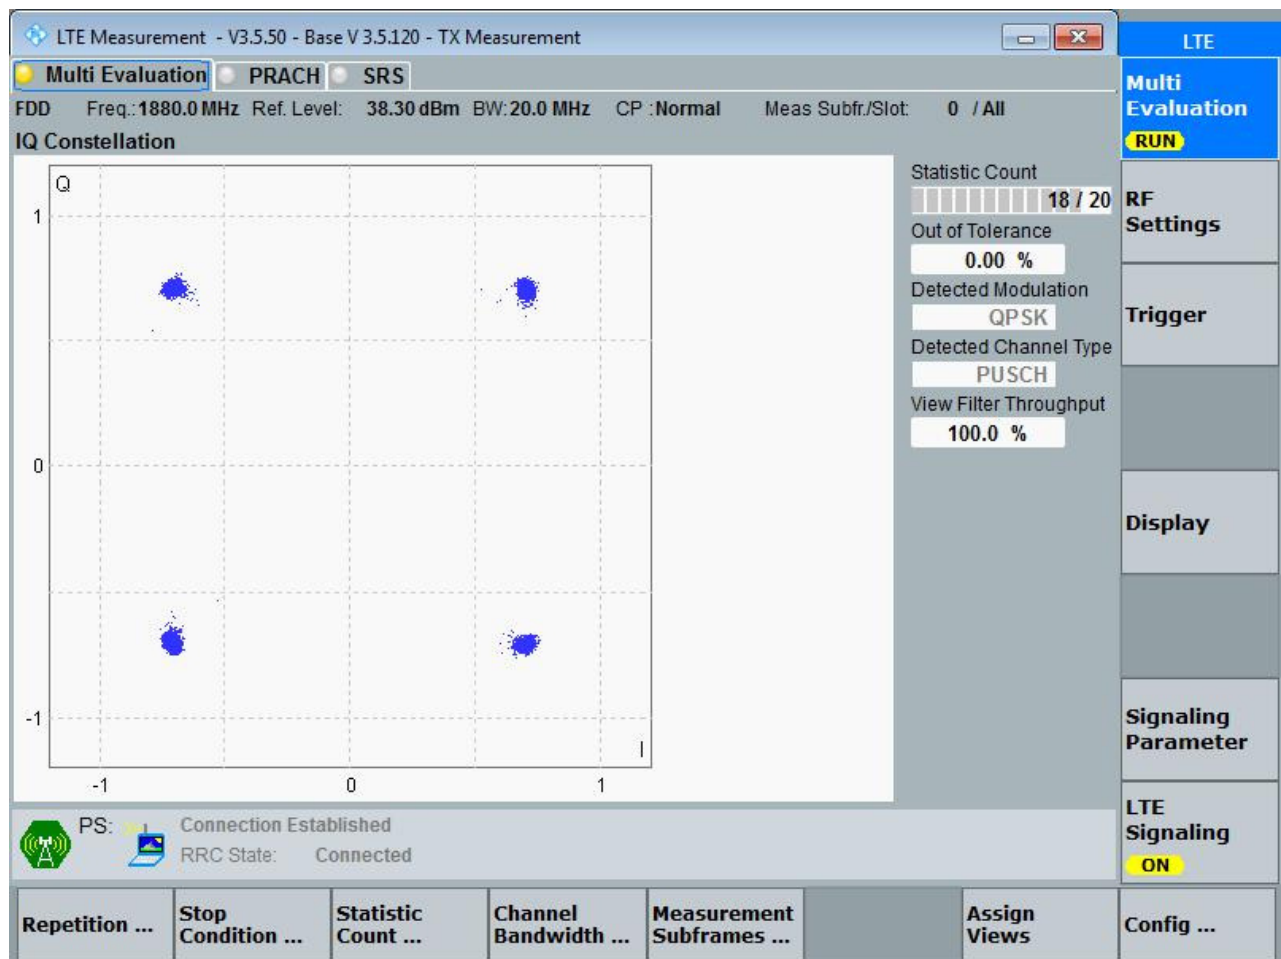 LTE Measurement - V3.5.50 - Base V 3.5.120 - TX Measurement
LTE
Multi Evaluation PRACH SRS
FDD Freq.:1880.0 MHz Ref. Level: 38.30 dBm BW:20.0 MHz CP :Normal Meas Subfr./Slot: 0 / All
IQ Constellation
Q
1
0
-1
I
-1 0 1
Statistic Count
18 / 20
Out of Tolerance
0.00 %
Detected Modulation
QPSK
Detected Channel Type
PUSCH
View Filter Throughput
100.0 %
Multi
Evaluation
RUN
RF
Settings
Trigger
Display
Signaling
Parameter
LTE
Signaling
ON
PS: Connection Established
RRC State: Connected
Repetition ...
Stop
Condition ...
Statistic
Count ...
Channel
Bandwidth ...
Measurement
Subframes ...
Assign
Views
Config ...